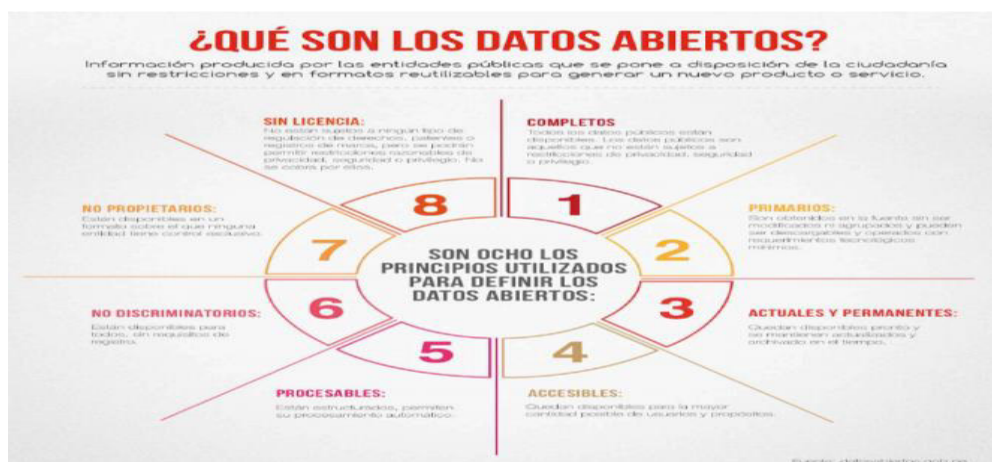 ¿QUÉ SON LOS DATOS ABIERTOS?
Información producida por las entidades públicas que se pone a disposición de la ciudadanía
sin restricciones y en formatos reutilizables para generar un nuevo producto o servicio.
SON OCHO LOS
PRINCIPIOS UTILIZADOS
PARA DEFINIR LOS
DATOS ABIERTOS:
1
COMPLETOS
Todos los datos públicos están
disponibles. Los datos públicos son
aquellos que no están sujetos a
restricciones de privacidad, seguridad
o privilegio.
2
PRIMARIOS:
Son obtenidos en la fuente sin ser
modificados ni agrupados y pueden
ser descargables y operados con
requerimientos tecnológicos
mínimos.
3
ACTUALES Y PERMANENTES:
Quedan disponibles pronto y
se mantienen actualizados y
archivado en el tiempo.
4
ACCESIBLES:
Quedan disponibles para la mayor
cantidad posible de usuarios y propósitos.
5
PROCESABLES:
Están estructurados, permiten
su procesamiento automático.
6
NO DISCRIMINATORIOS:
Están disponibles para
todos, sin requisitos de
registro.
7
NO PROPIETARIOS:
Están disponibles en un
formato sobre el que ninguna
entidad tiene control exclusivo.
8
SIN LICENCIA:
No están sujetos a ningún tipo de
regulación de derechos, patentes o
registros de marca, pero se podrán
permitir restricciones razonables de
privacidad, seguridad o privilegio. No
se cobra por ellas.